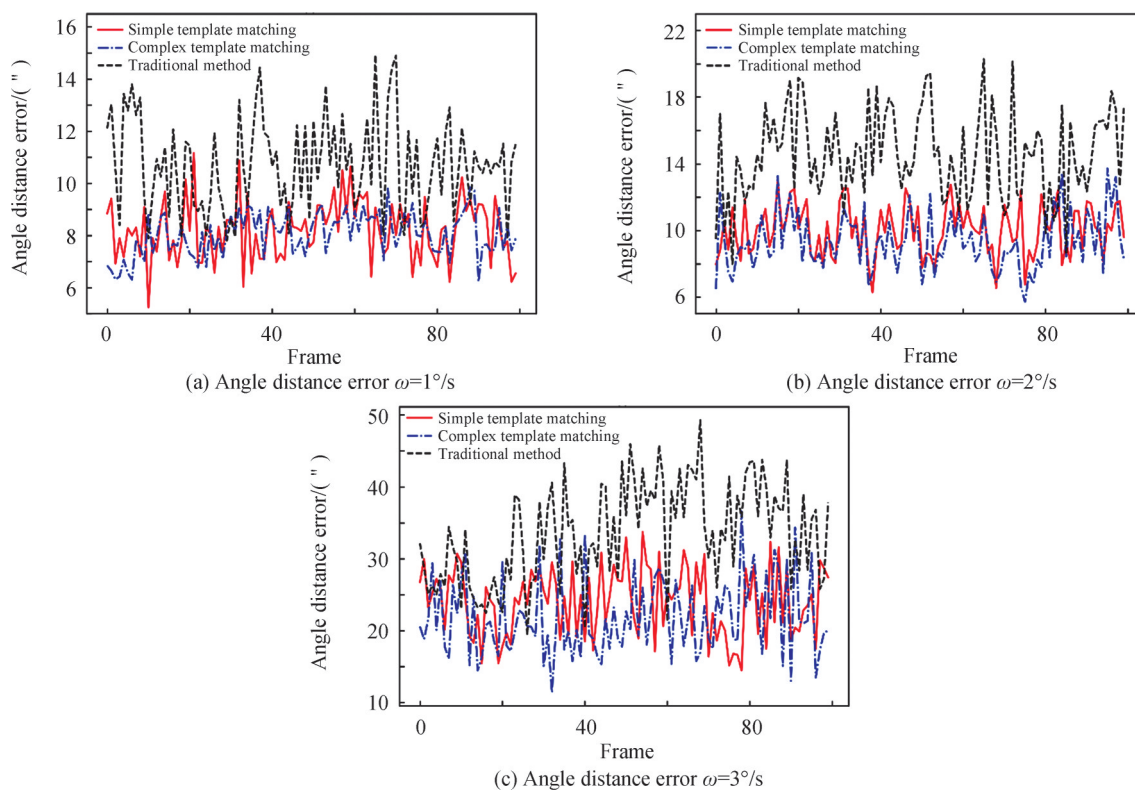 16
14
12
10
8
6
Angle distance error/(″)
Simple template matching
Complex template matching
Traditional method
0
40
80
Frame
(a) Angle distance error ω=1°/s
22
18
14
10
6
Angle distance error/(″)
Simple template matching
Complex template matching
Traditional method
0
40
80
Frame
(b) Angle distance error ω=2°/s
50
40
30
20
10
Angle distance error/(″)
Simple template matching
Complex template matching
Traditional method
0
40
80
Frame
(c) Angle distance error ω=3°/s